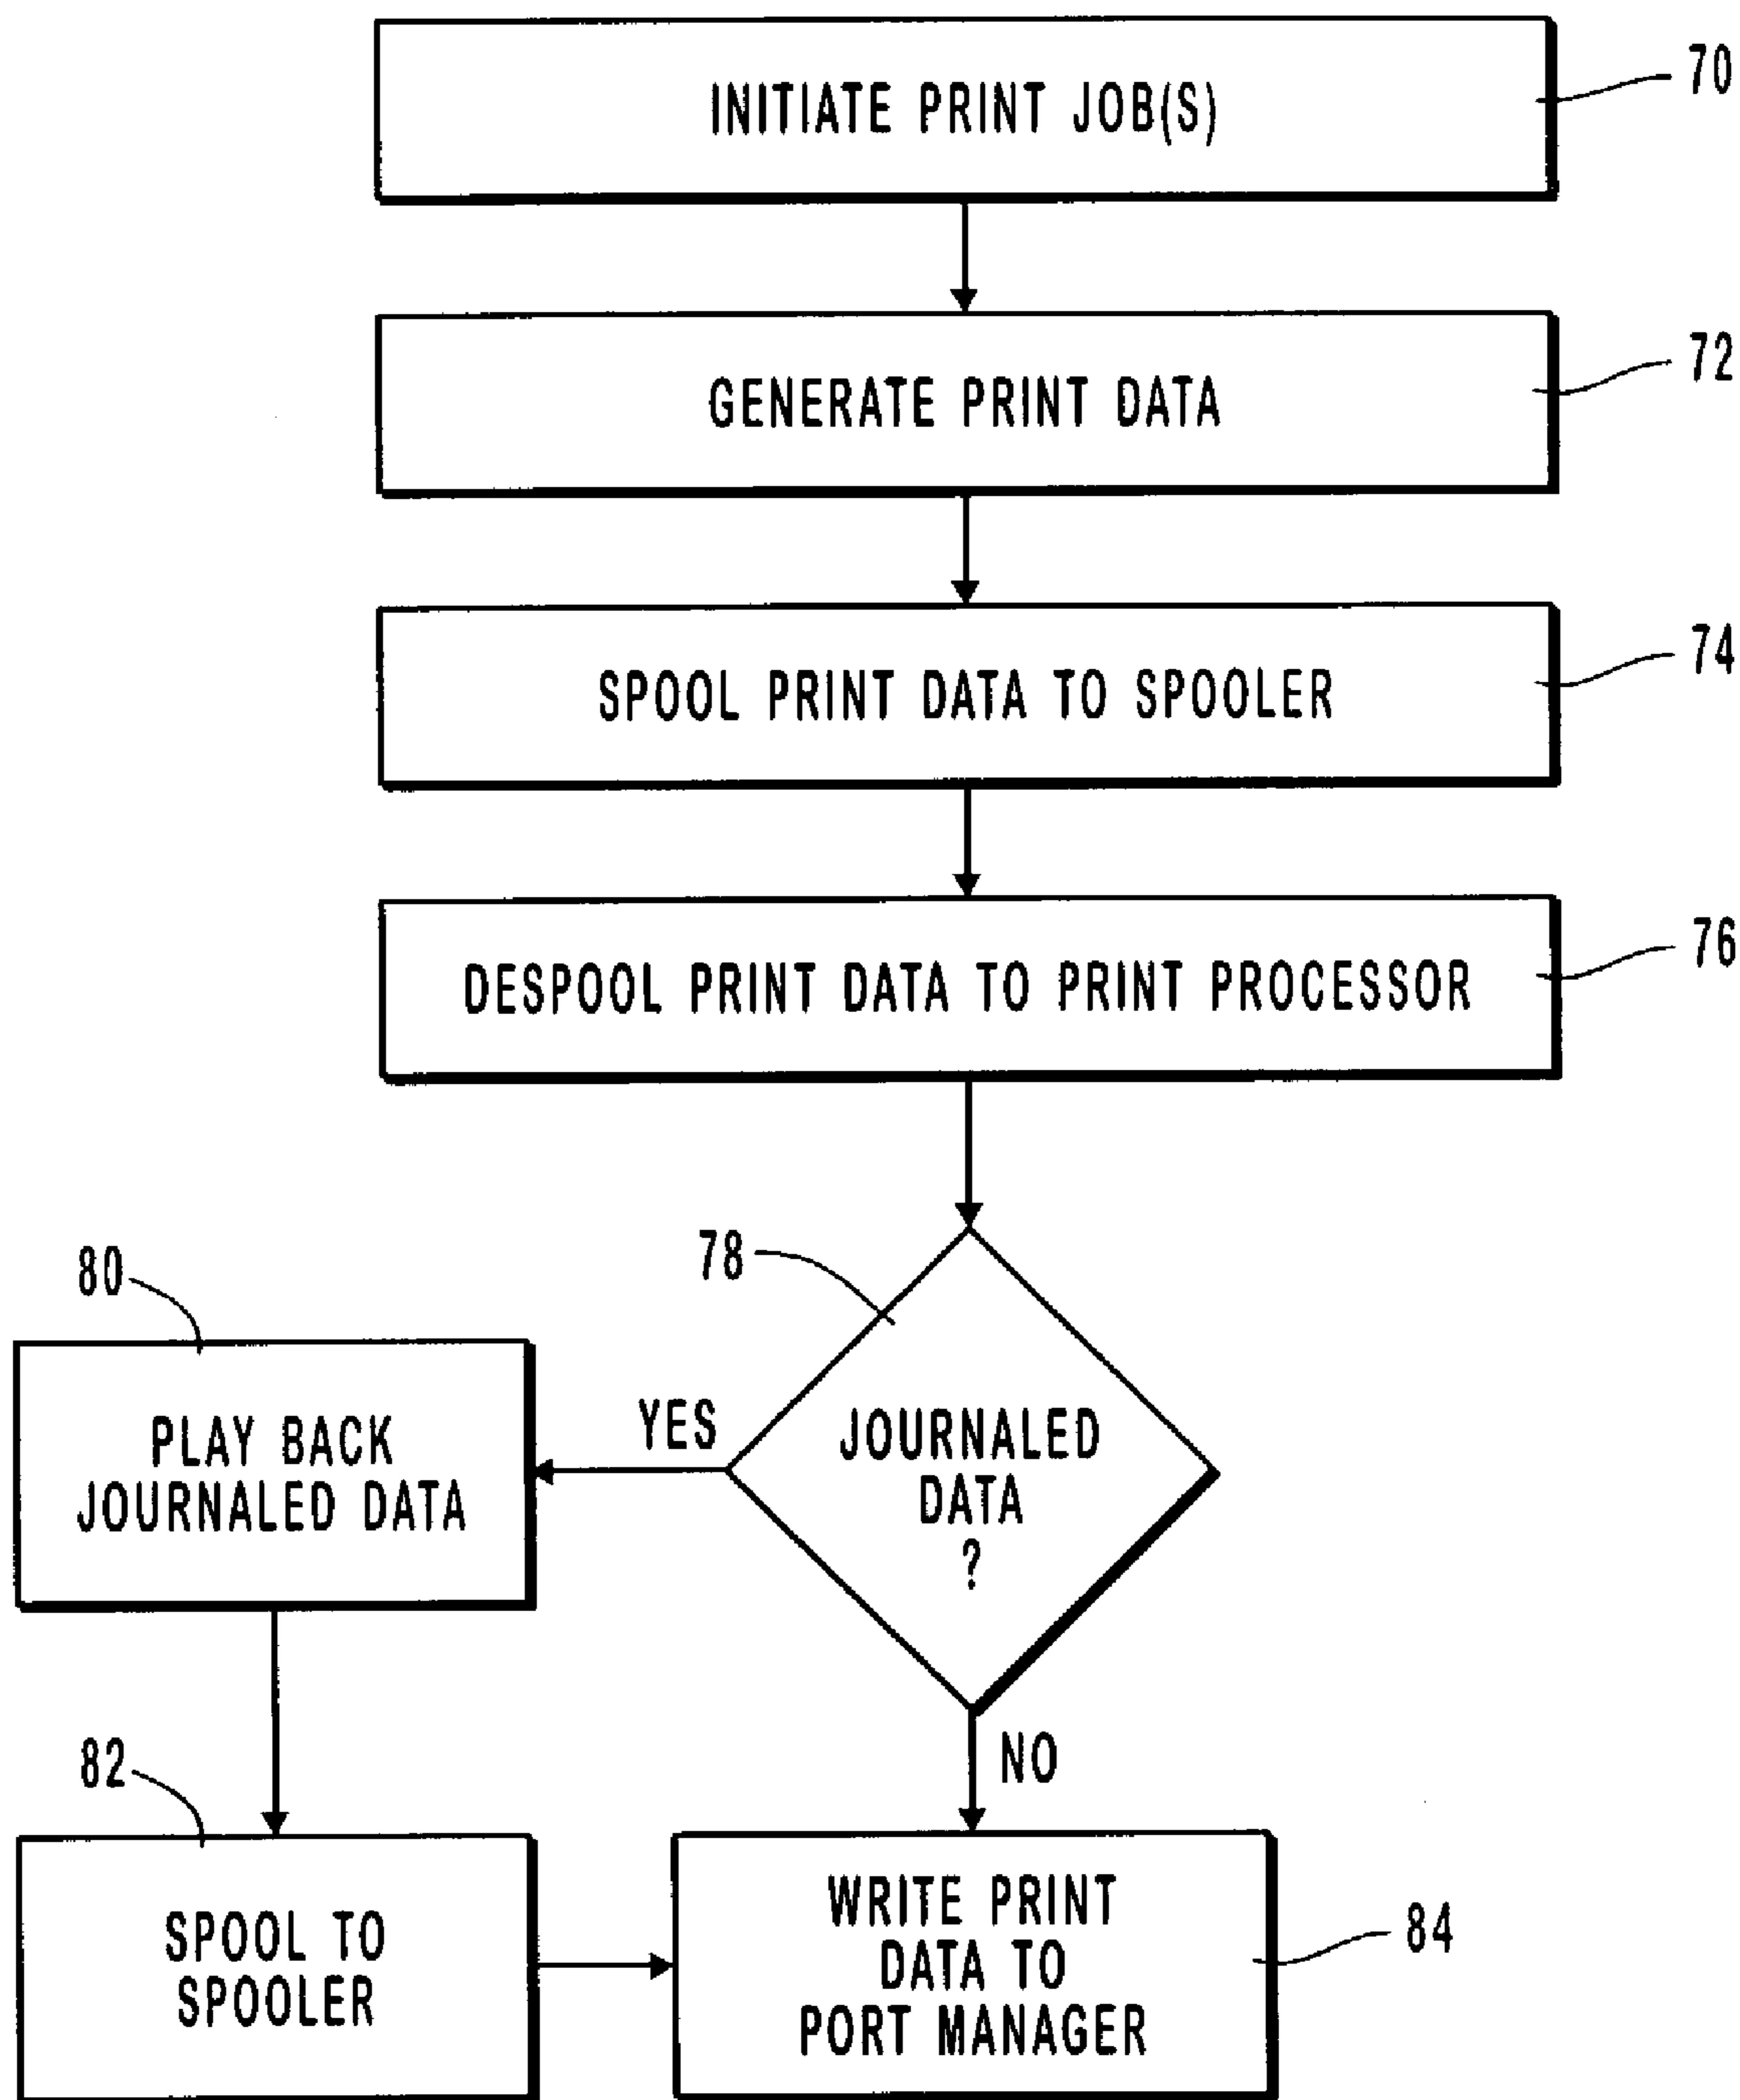 INITIATE PRINT JOB(S)
70
GENERATE PRINT DATA
72
SPOOL PRINT DATA TO SPOOLER
74
DESPOOL PRINT DATA TO PRINT PROCESSOR
76
78
JOURNALED
DATA
?
YES
NO
80
PLAY BACK
JOURNALED DATA
82
SPOOL TO
SPOOLER
WRITE PRINT
DATA TO
PORT MANAGER
84